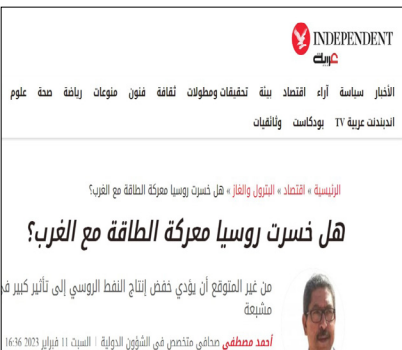 INDEPENDENT
عربية
الأخبار سياسة آراء اقتصاد بيئة تحقيقات ومطولات ثقافة فنون منوعات رياضة صحة علوم
اندبندنت عربية TV بودكاست وثائقيات
الرئيسية » اقتصاد » البترول والغاز » هل خسرت روسيا معركة الطاقة مع الغرب؟
هل خسرت روسيا معركة الطاقة مع الغرب؟
من غير المتوقع أن يؤدي خفض إنتاج النفط الروسي إلى تأثير كبير في
مشبعة
أحمد مصطفى صحافي متخصص في الشؤون الدولية | السبت 11 فبراير 2023 16:36